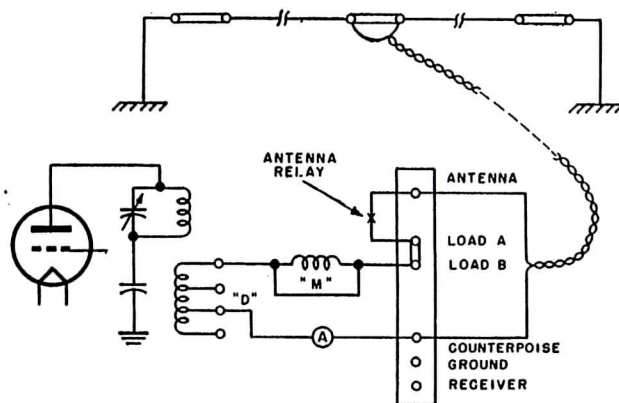 ANTENNA
RELAY
ANTENNA
LOAD A
LOAD B
"M"
"D"
A
COUNTERPOISE
GROUND
RECEIVER